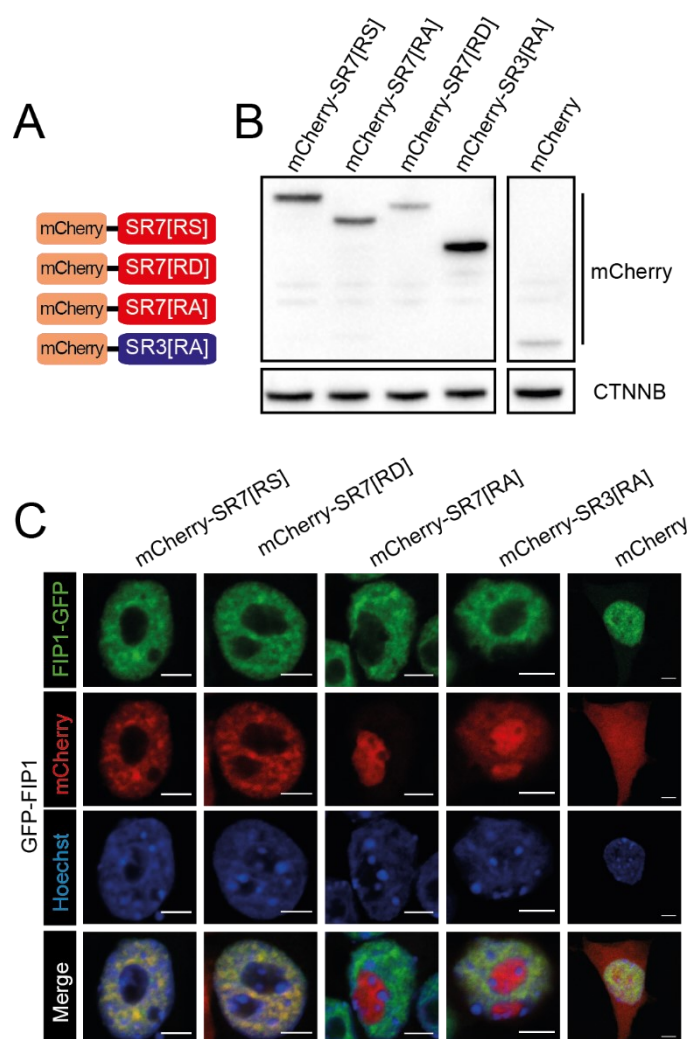 A
mCherry SR7[RS]
mCherry SR7[RD]
mCherry SR7[RA]
mCherry SR3[RA]
B
mCherry-SR7[RS]
mCherry-SR7[RA]
mCherry-SR7[RD]
mCherry-SR3[RA]
mCherry
mCherry
CTNNB
C
mCherry-SR7[RS]
mCherry-SR7[RD]
mCherry-SR7[RA]
mCherry-SR3[RA]
mCherry
GFP-FIP1
FIP1-GFP
mCherry
Hoechst
Merge